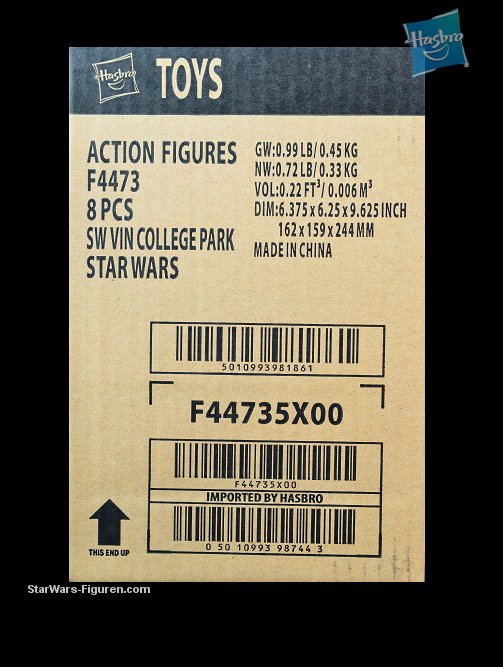 Hasbro
Hasbro
TOYS
ACTION FIGURES
F4473
8 PCS
SW VIN COLLEGE PARK
STAR WARS
GW:0.99 LB/0.45 KG
NW:0.72 LB/0.33 KG
VOL:0.22 FT³/0.006 M³
DIM:6.375 x 6.25 x 9.625 INCH
162 x 159 x 244 MM
MADE IN CHINA
5010993981861
F44735X00
F44735X00
IMPORTED BY HASBRO
0 50 10993 98744 3
THIS END UP
StarWars-Figuren.com